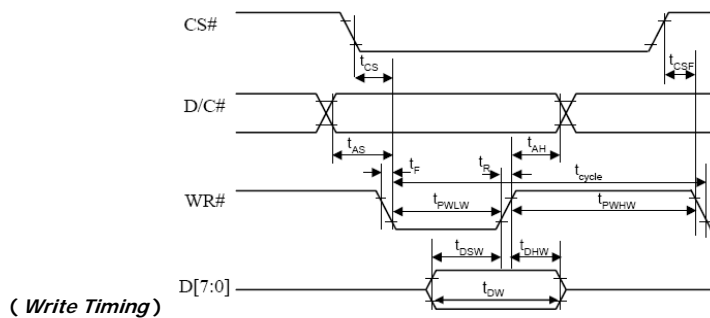 CS#
tCS
tCSF
D/C#
tAS
tF
tR
tAH
tcycle
WR#
tPWLW
tPWHW
tDSW
tDHW
D[7:0]
tDW
( Write Timing )